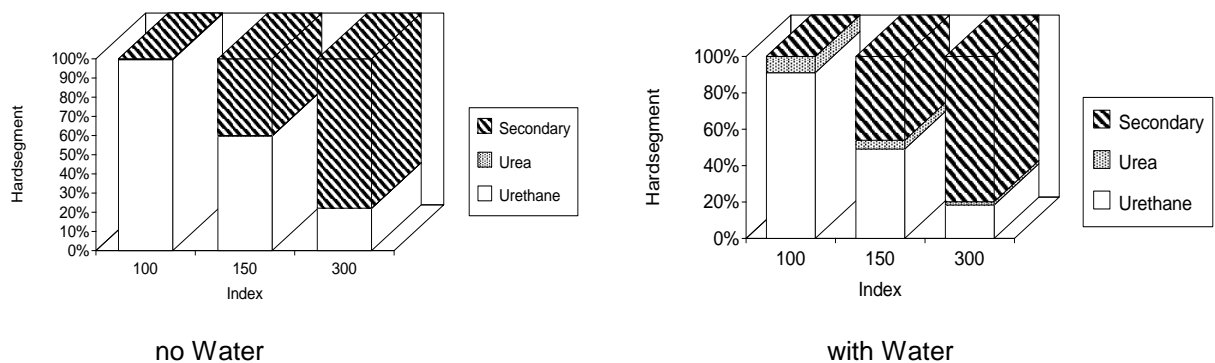 100%
90%
80%
70%
60%
50%
40%
30%
20%
10%
0%
Hardsegment
100 150 300
Index
Secondary
Urea
Urethane
no Water
100%
80%
60%
40%
20%
0%
Hardsegment
100 150 300
Index
Secondary
Urea
Urethane
with Water